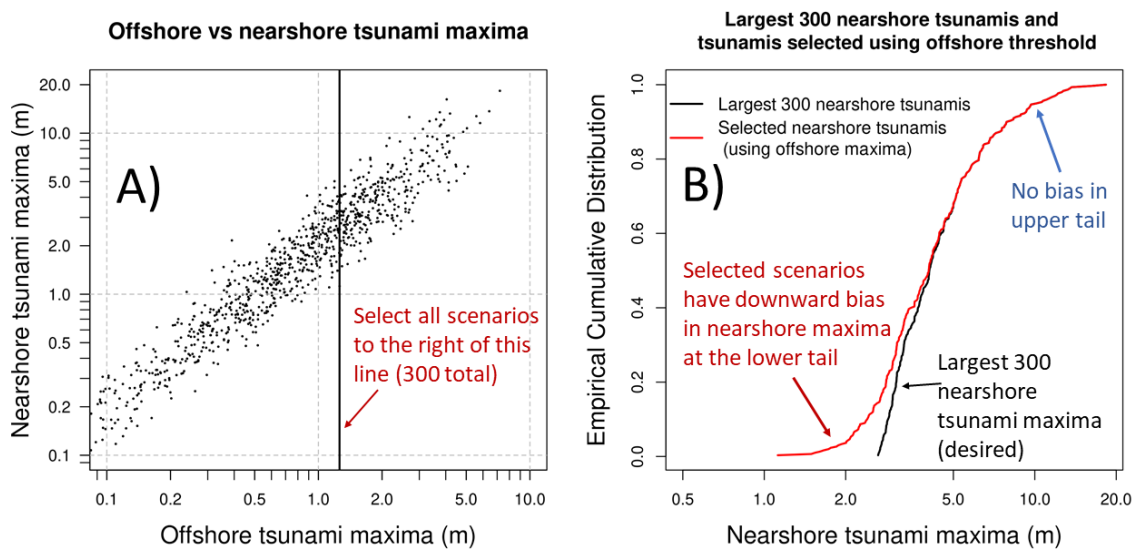 Offshore vs nearshore tsunami maxima
Nearshore tsunami maxima (m)
20.0
10.0
5.0
2.0
1.0
0.5
0.2
0.1
A)
Select all scenarios
to the right of this
line (300 total)
0.1
0.2
0.5
1.0
2.0
5.0
10.0
Offshore tsunami maxima (m)
Largest 300 nearshore tsunamis and
tsunamis selected using offshore threshold
Empirical Cumulative Distribution
1.0
0.8
0.6
0.4
0.2
0.0
Largest 300 nearshore tsunamis
Selected nearshore tsunamis
(using offshore maxima)
B)
No bias in
upper tail
Selected scenarios
have downward bias
in nearshore maxima
at the lower tail
Largest 300
nearshore
tsunami maxima
(desired)
0.5
1.0
2.0
5.0
10.0
20.0
Nearshore tsunami maxima (m)